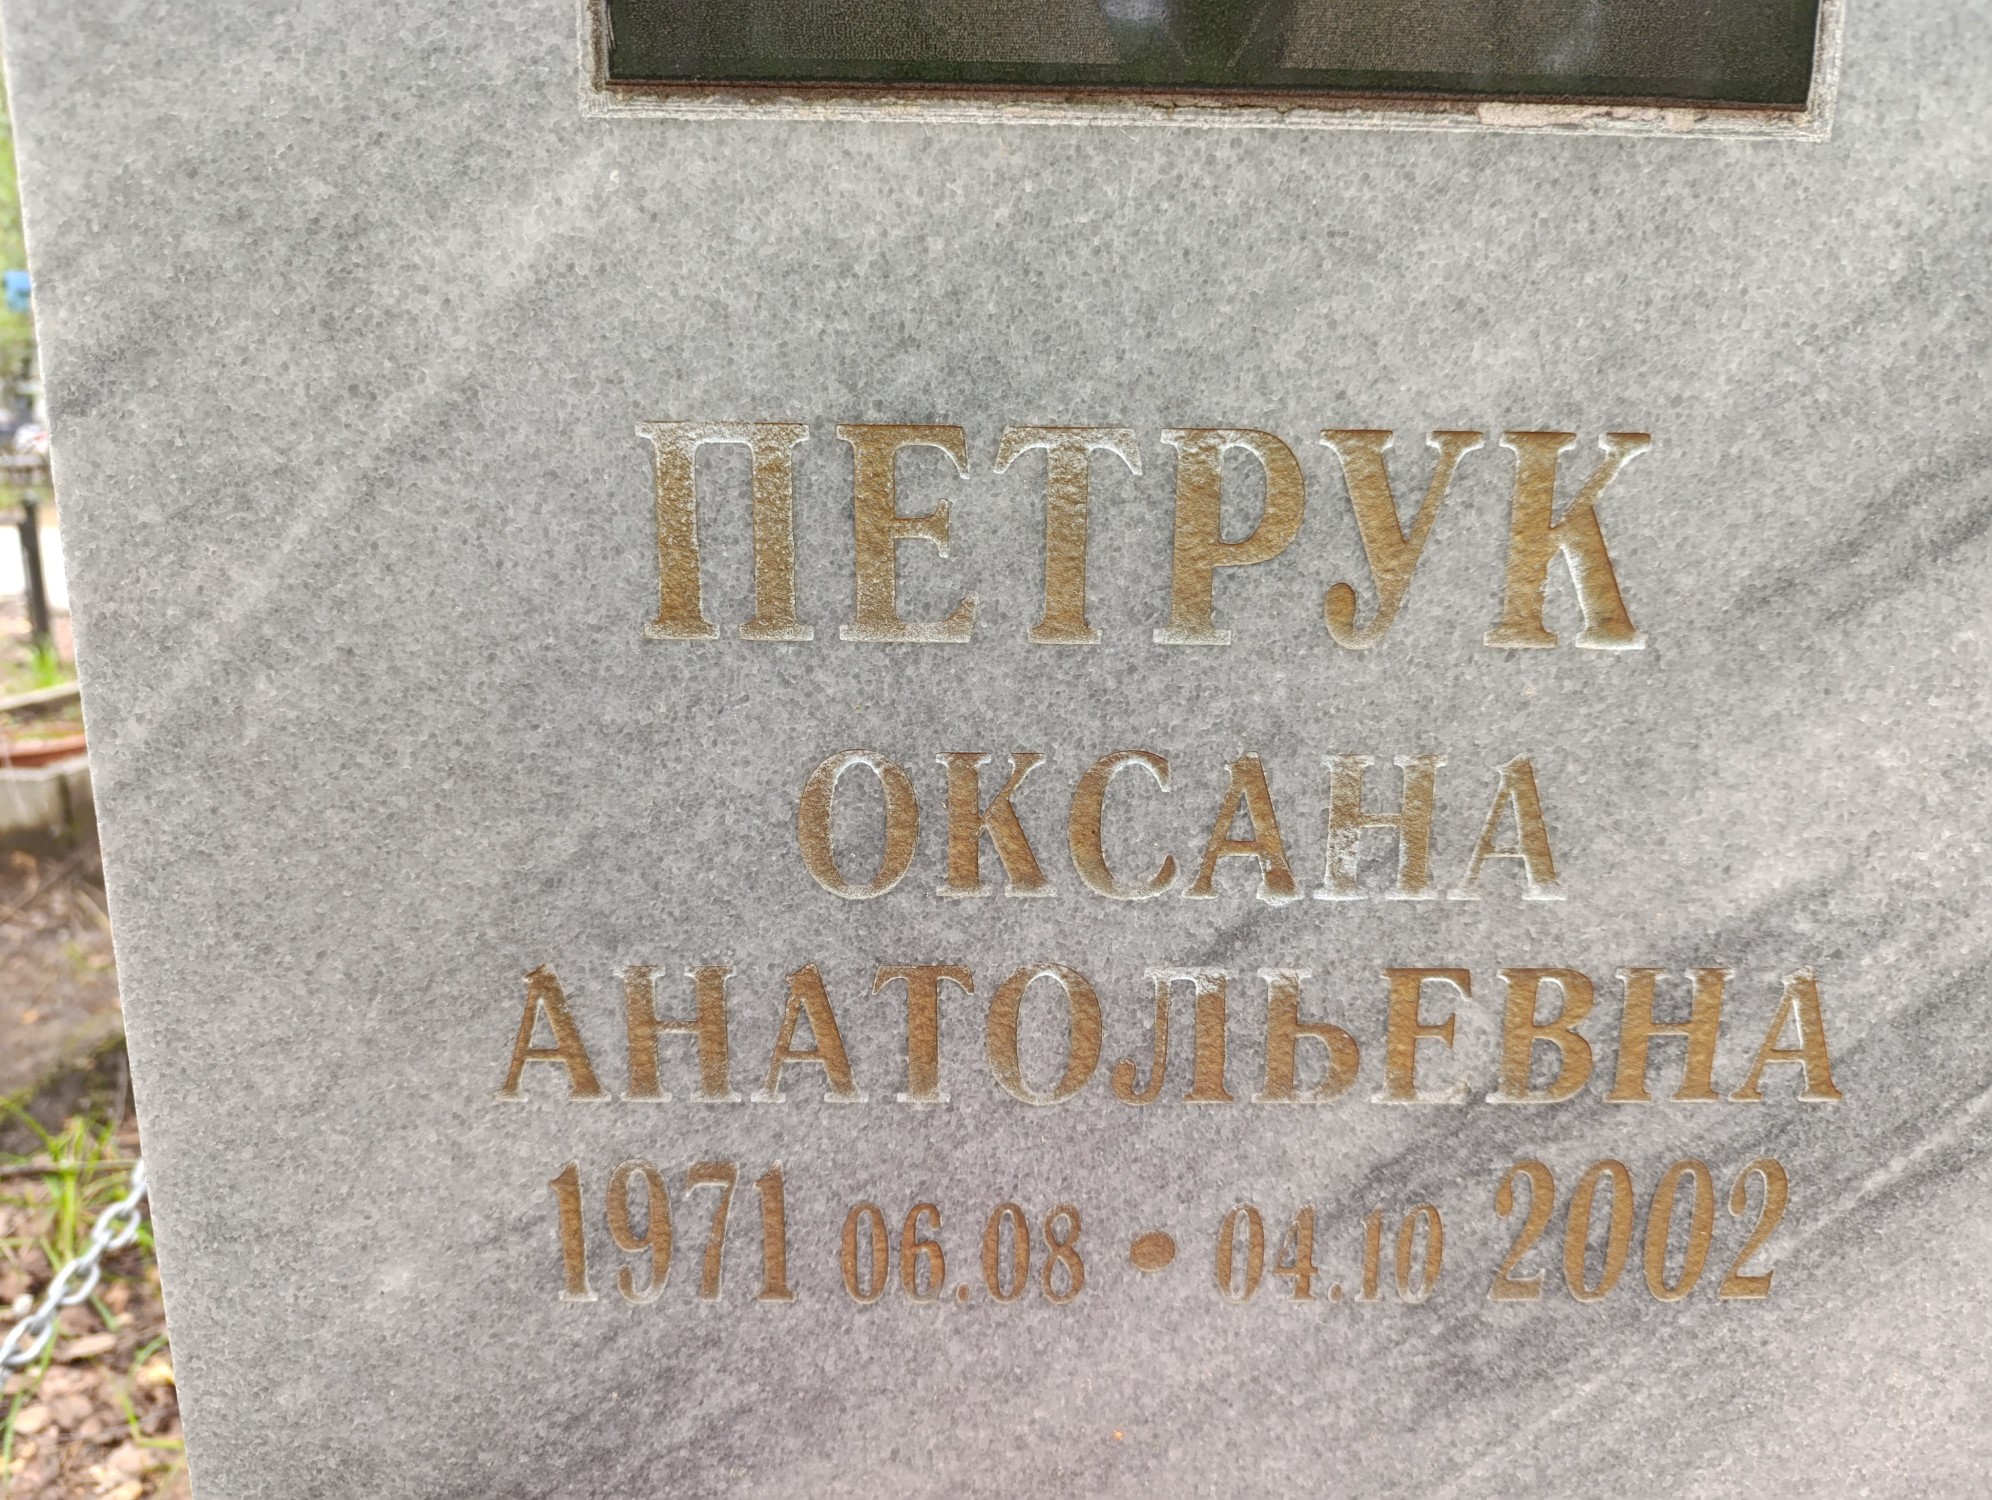 ПЕТРУК
ОКСАНА
АНАТОЛЬЕВНА
1971 06.08 • 04.10 2002